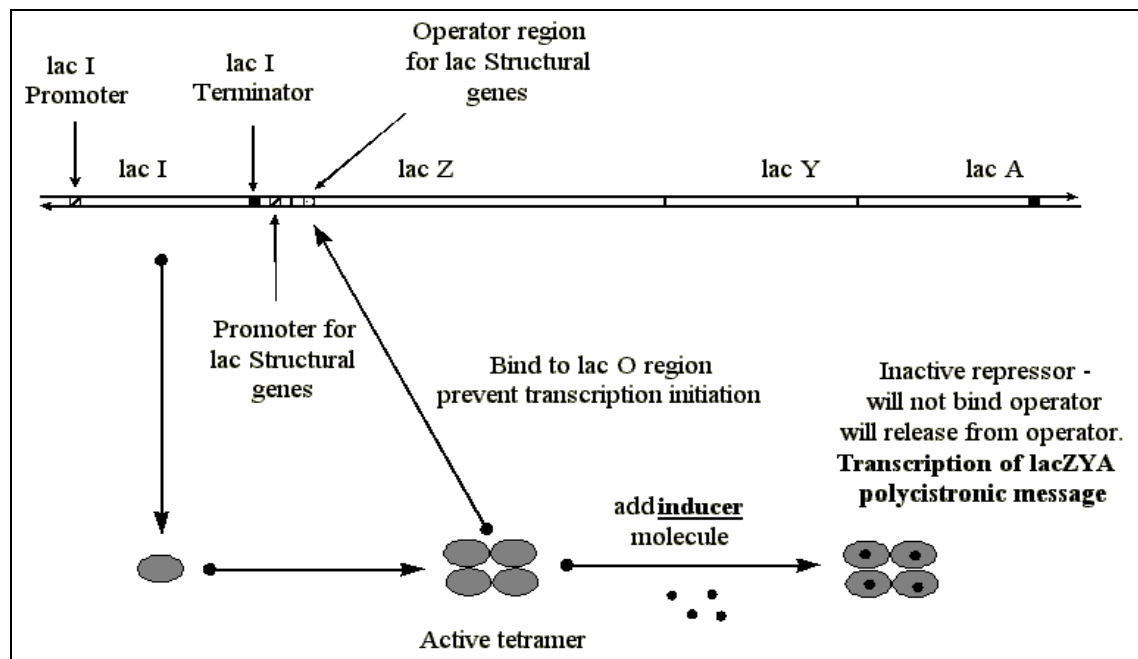 lac I
Promoter
lac I
Terminator
Operator region
for lac Structural
genes
lac I
lac Z
lac Y
lac A
Promoter for
lac Structural
genes
Bind to lac O region
prevent transcription initiation
Inactive repressor -
will not bind operator
will release from operator.
Transcription of lacZYA
polycistronic message
add inducer
molecule
Active tetramer